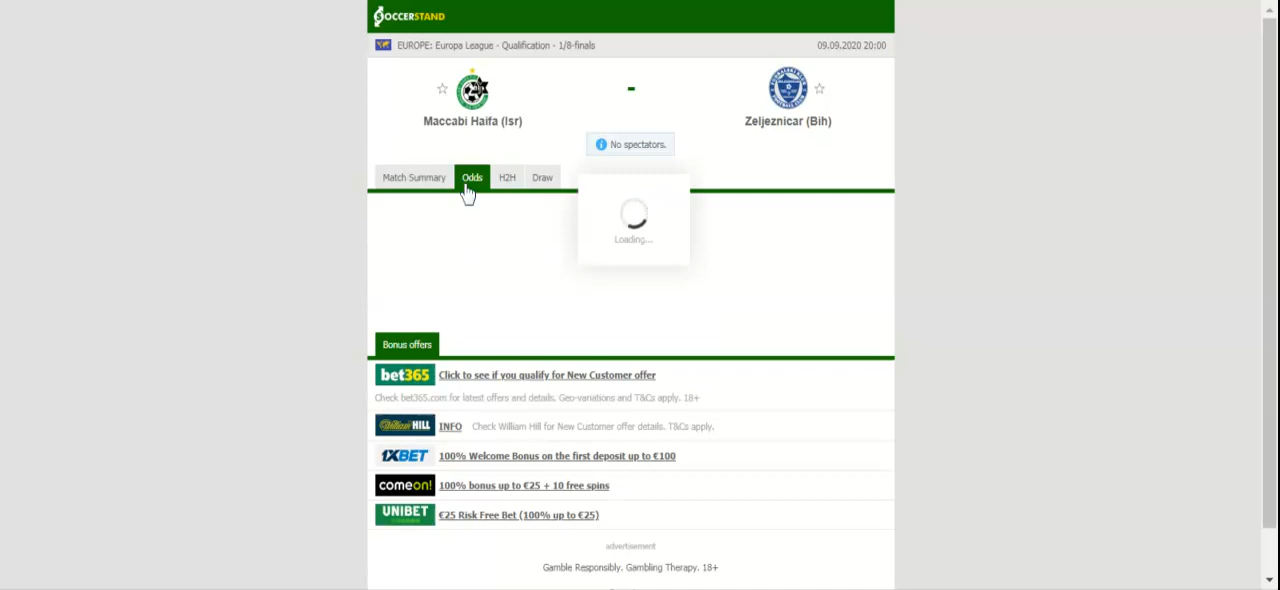 SOCCERSTAND
EUROPE: Europa League - Qualification - 1/8-finals 09.09.2020 20:00
-
Maccabi Haifa (Isr) Zeljeznicar (Bih)
No spectators.
Match Summary Odds H2H Draw
Loading...
Bonus offers
bet365 Click to see if you qualify for New Customer offer
Check bet365.com for latest offers and details. Geo-variations and T&Cs apply. 18+
William HILL INFO Check William Hill for New Customer offer details. T&Cs apply.
1XBET 100% Welcome Bonus on the first deposit up to €100
comeon! 100% bonus up to €25 + 10 free spins
UNIBET €25 Risk Free Bet (100% up to €25)
advertisement
Gamble Responsibly. Gambling Therapy. 18+